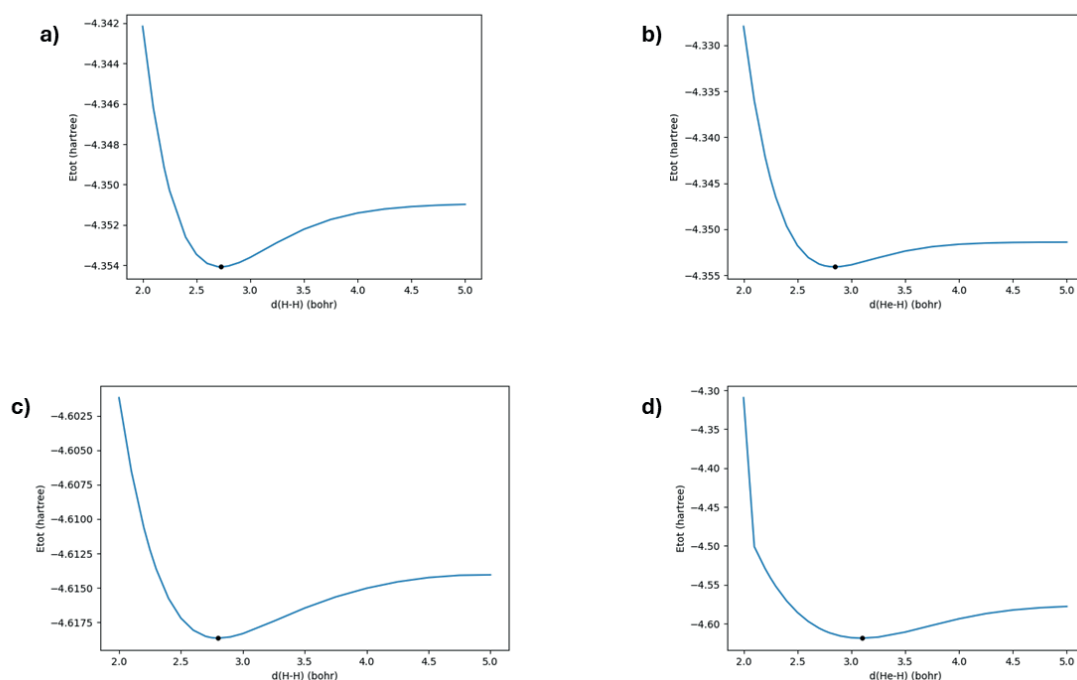 a)
Etot (hartree)
−4.342
−4.344
−4.346
−4.348
−4.350
−4.352
−4.354
2.0 2.5 3.0 3.5 4.0 4.5 5.0
d(H-H) (bohr)
b)
Etot (hartree)
−4.330
−4.335
−4.340
−4.345
−4.350
−4.355
2.0 2.5 3.0 3.5 4.0 4.5 5.0
d(He-H) (bohr)
c)
Etot (hartree)
−4.6025
−4.6050
−4.6075
−4.6100
−4.6125
−4.6150
−4.6175
2.0 2.5 3.0 3.5 4.0 4.5 5.0
d(H-H) (bohr)
d)
Etot (hartree)
−4.30
−4.35
−4.40
−4.45
−4.50
−4.55
−4.60
2.0 2.5 3.0 3.5 4.0 4.5 5.0
d(He-H) (bohr)